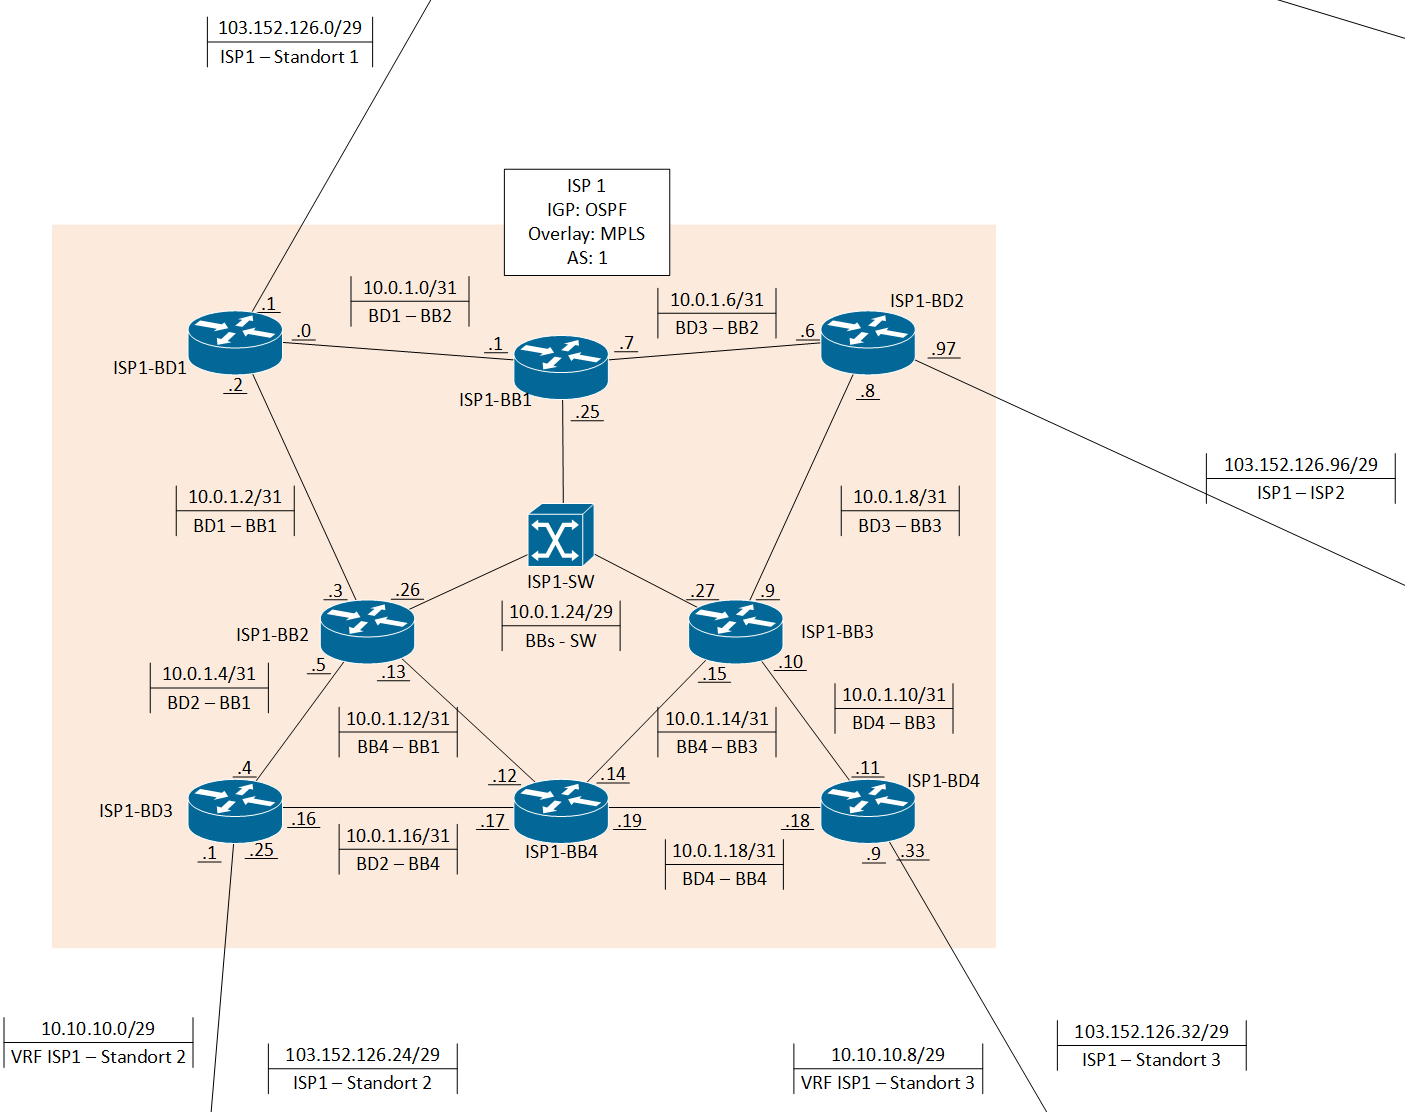 103.152.126.0/29
ISP1 – Standort 1
ISP 1
IGP: OSPF
Overlay: MPLS
AS: 1
10.0.1.0/31
BD1 – BB2
10.0.1.6/31
BD3 – BB2
ISP1-BD2
.1
.0
.1
.7
.6
.97
ISP1-BD1
.2
ISP1-BB1
.25
.8
103.152.126.96/29
ISP1 – ISP2
10.0.1.2/31
BD1 – BB1
10.0.1.8/31
BD3 – BB3
ISP1-SW
.3
.26
.27
.9
10.0.1.24/29
BBs - SW
ISP1-BB2
ISP1-BB3
.5
.13
.15
.10
10.0.1.4/31
BD2 – BB1
10.0.1.12/31
BB4 – BB1
10.0.1.14/31
BB4 – BB3
10.0.1.10/31
BD4 – BB3
.4
.12
.14
.11
ISP1-BD4
ISP1-BD3
.16
.17
.19
.18
10.0.1.16/31
BD2 – BB4
ISP1-BB4
10.0.1.18/31
BD4 – BB4
.1
.25
.9
.33
10.10.10.0/29
VRF ISP1 – Standort 2
103.152.126.24/29
ISP1 – Standort 2
10.10.10.8/29
VRF ISP1 – Standort 3
103.152.126.32/29
ISP1 – Standort 3